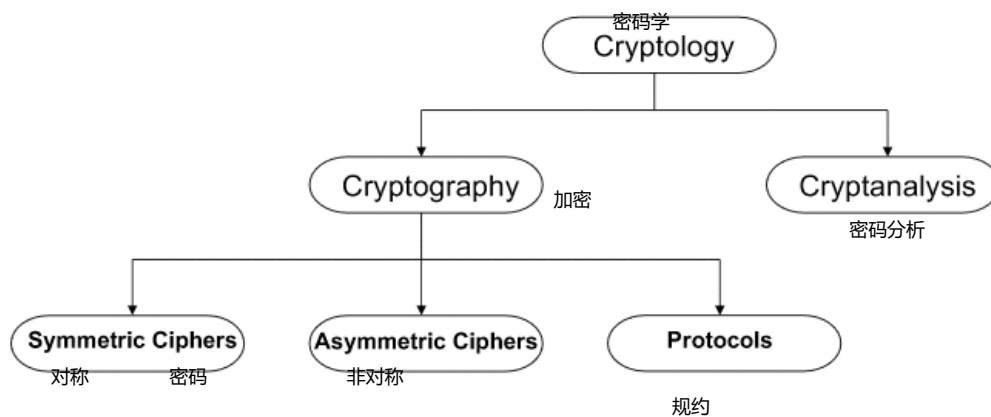 密码学
Cryptology
Cryptography
加密
Cryptanalysis
密码分析
Symmetric Ciphers
对称 密码
Asymmetric Ciphers
非对称
Protocols
规约